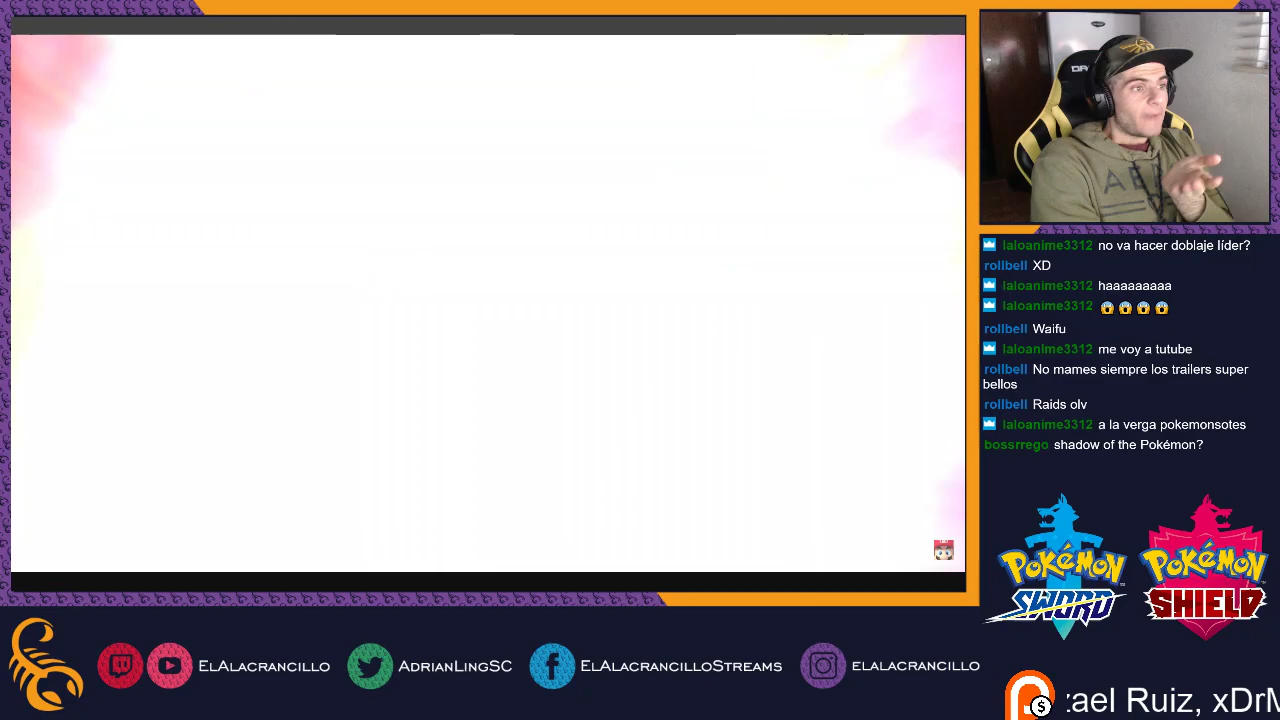 laloanime3312 no va hacer doblaje líder?
rollbell XD
laloanime3312 haaaaaaaaa
laloanime3312 😱😱😱😱
rollbell Waifu
laloanime3312 me voy a tutube
rollbell No mames siempre los trailers super
bellos
rollbell Raids olv
laloanime3312 a la verga pokemonsotes
bossrrego shadow of the Pokémon?
POKéMON
SWORD
POKéMON
SHIELD
ELALACRANCILLO
ADRIANLINGSC
ELALACRANCILLOSTREAMS
ELALACRANCILLO
zael Ruiz, xDrM